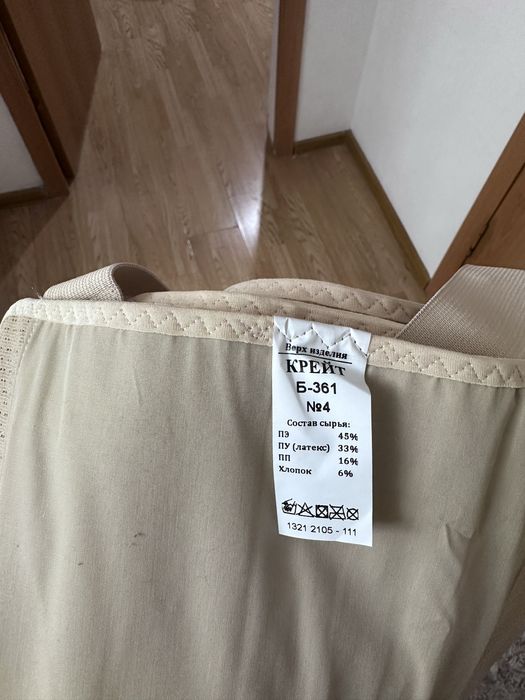 Верх изделия
КРЕЙТ
Б-361
№4
Состав сырья:
ПЭ 45%
ПУ (латекс) 33%
ПП 16%
Хлопок 6%
1321 2105 - 111